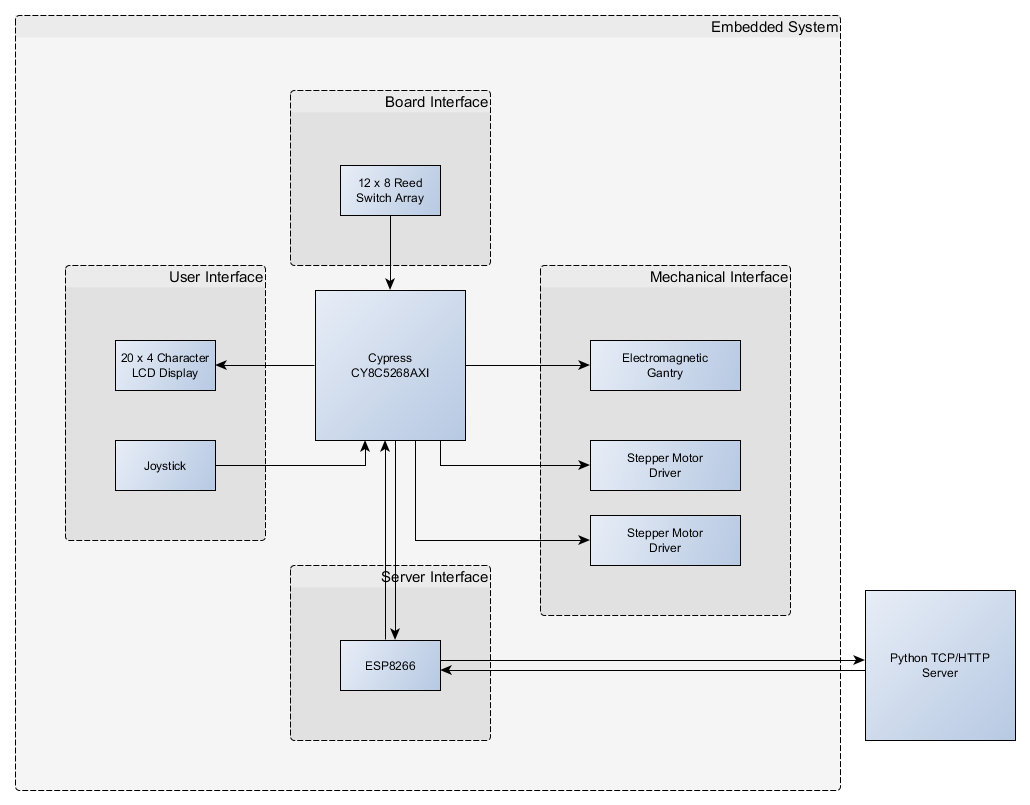 Embedded System
Board Interface
12 x 8 Reed
Switch Array
User Interface
Mechanical Interface
20 x 4 Character
LCD Display
Cypress
CY8C5268AXI
Electromagnetic
Gantry
Joystick
Stepper Motor
Driver
Stepper Motor
Driver
Server Interface
ESP8266
Python TCP/HTTP
Server